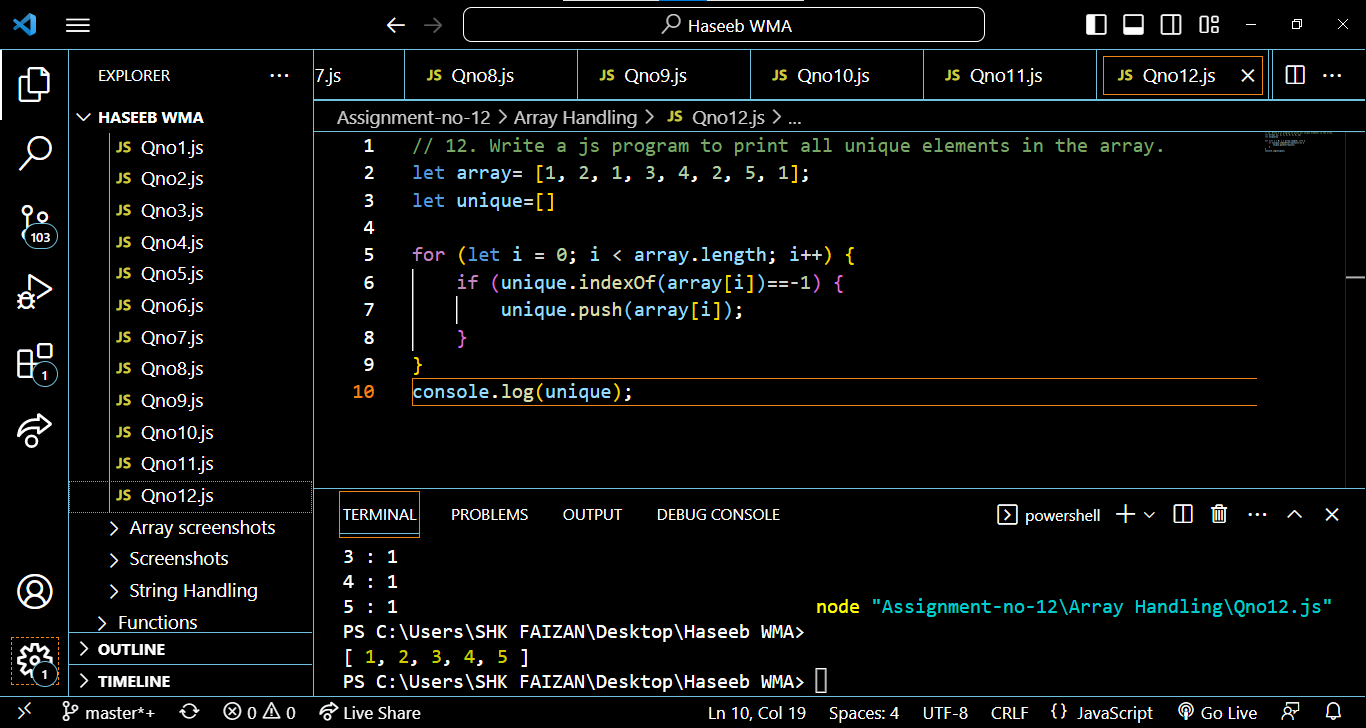 Haseeb WMA
EXPLORER ...
HASEEB WMA
JS Qno1.js
JS Qno2.js
JS Qno3.js
JS Qno4.js
JS Qno5.js
JS Qno6.js
JS Qno7.js
JS Qno8.js
JS Qno9.js
JS Qno10.js
JS Qno11.js
JS Qno12.js
Array screenshots
Screenshots
String Handling
Functions
OUTLINE
TIMELINE
103
1
1
7.js JS Qno8.js JS Qno9.js JS Qno10.js JS Qno11.js JS Qno12.js ...
Assignment-no-12 > Array Handling > JS Qno12.js > ...
1 // 12. Write a js program to print all unique elements in the array.
2 let array= [1, 2, 1, 3, 4, 2, 5, 1];
3 let unique=[]
4
5 for (let i = 0; i < array.length; i++) {
6     if (unique.indexOf(array[i])==-1) {
7         unique.push(array[i]);
8     }
9 }
10 console.log(unique);
TERMINAL PROBLEMS OUTPUT DEBUG CONSOLE powershell ...
3 : 1
4 : 1
5 : 1 node "Assignment-no-12\Array Handling\Qno12.js"
PS C:\Users\SHK FAIZAN\Desktop\Haseeb WMA>
[ 1, 2, 3, 4, 5 ]
PS C:\Users\SHK FAIZAN\Desktop\Haseeb WMA>
master*+ 0 0 Live Share Ln 10, Col 19 Spaces: 4 UTF-8 CRLF {} JavaScript Go Live